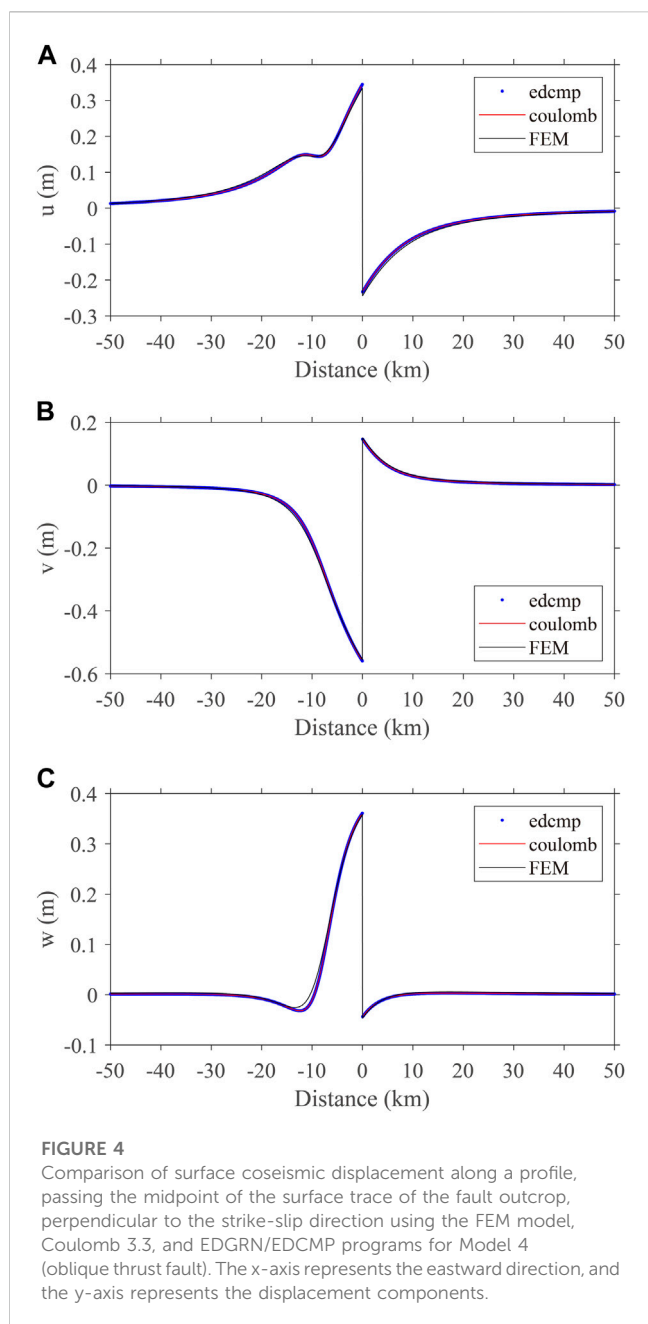 A
0.4
0.3
0.2
0.1
0
-0.1
-0.2
-0.3
u (m)
edcmp
coulomb
FEM
-50 -40 -30 -20 -10 0 10 20 30 40 50
Distance (km)
B
0.2
0
-0.2
-0.4
-0.6
v (m)
edcmp
coulomb
FEM
-50 -40 -30 -20 -10 0 10 20 30 40 50
Distance (km)
C
0.4
0.3
0.2
0.1
0
-0.1
w (m)
edcmp
coulomb
FEM
-50 -40 -30 -20 -10 0 10 20 30 40 50
Distance (km)
FIGURE 4
Comparison of surface coseismic displacement along a profile,
passing the midpoint of the surface trace of the fault outcrop,
perpendicular to the strike-slip direction using the FEM model,
Coulomb 3.3, and EDGRN/EDCMP programs for Model 4
(oblique thrust fault). The x-axis represents the eastward direction, and
the y-axis represents the displacement components.